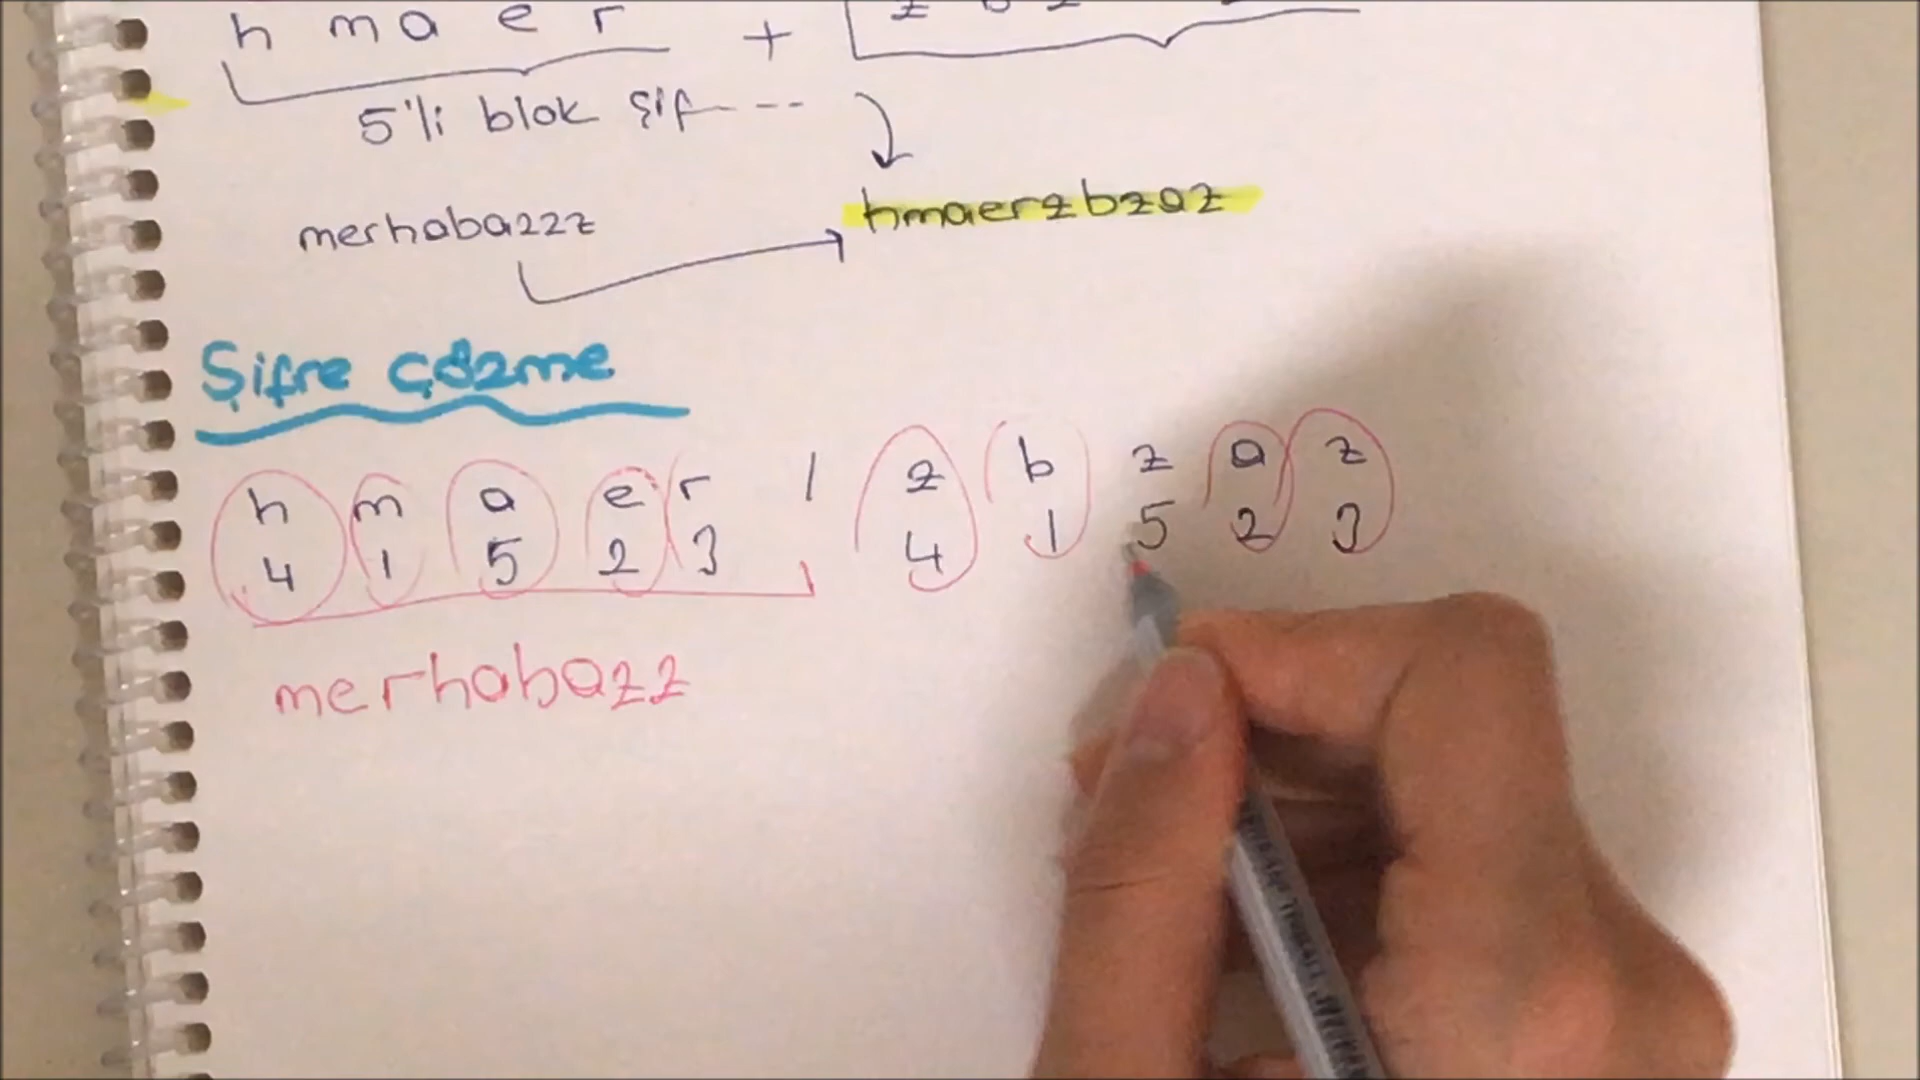 h m a e r + z b z
5'li blok şif----
merhabazzz hmaerzbzaz
Şifre çözme
h m a e r / z b z a z
4 1 5 2 3 4 1 5 2 3
merhabazz